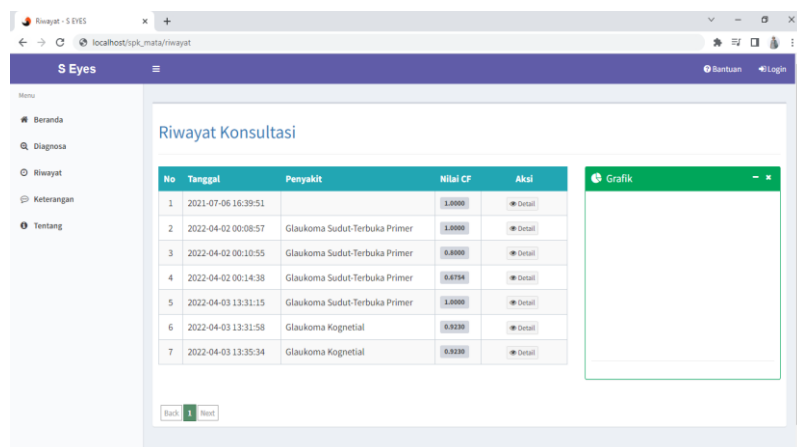 Riwayat - S EYES
localhost/spk_mata/riwayat
S Eyes
Bantuan
Login
Menu
Beranda
Diagnosa
Riwayat
Keterangan
Tentang
Riwayat Konsultasi
No Tanggal Penyakit Nilai CF Aksi
1 2021-07-06 16:39:51 1.0000 Detail
2 2022-04-02 00:08:57 Glaukoma Sudut-Terbuka Primer 1.0000 Detail
3 2022-04-02 00:10:55 Glaukoma Sudut-Terbuka Primer 0.8000 Detail
4 2022-04-02 00:14:38 Glaukoma Sudut-Terbuka Primer 0.6754 Detail
5 2022-04-03 13:31:15 Glaukoma Sudut-Terbuka Primer 1.0000 Detail
6 2022-04-03 13:31:58 Glaukoma Kognetial 0.9230 Detail
7 2022-04-03 13:35:34 Glaukoma Kognetial 0.9230 Detail
Grafik
Back 1 Next